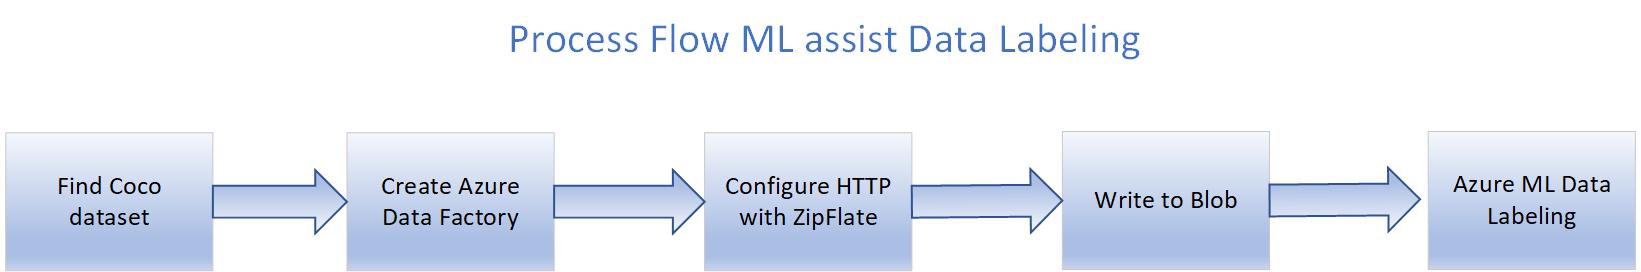 Process Flow ML assist Data Labeling
Find Coco
dataset
Create Azure
Data Factory
Configure HTTP
with ZipFlate
Write to Blob
Azure ML Data
Labeling